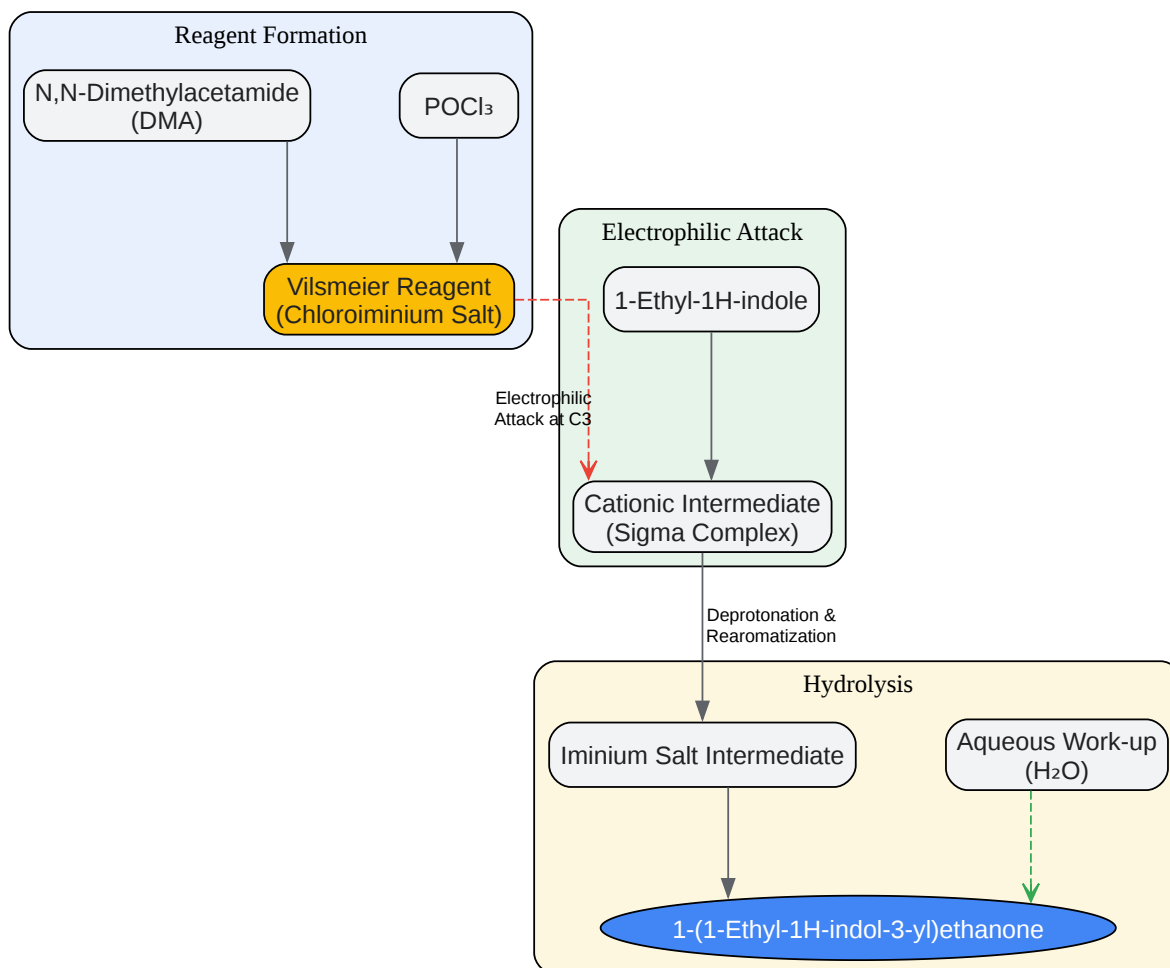 Reagent Formation
N,N-Dimethylacetamide
(DMA)
POCl₃
Vilsmeier Reagent
(Chloroiminium Salt)
Electrophilic Attack
1-Ethyl-1H-indole
Electrophilic
Attack at C3
Cationic Intermediate
(Sigma Complex)
Deprotonation &
Rearomatization
Hydrolysis
Iminium Salt Intermediate
Aqueous Work-up
(H₂O)
1-(1-Ethyl-1H-indol-3-yl)ethanone